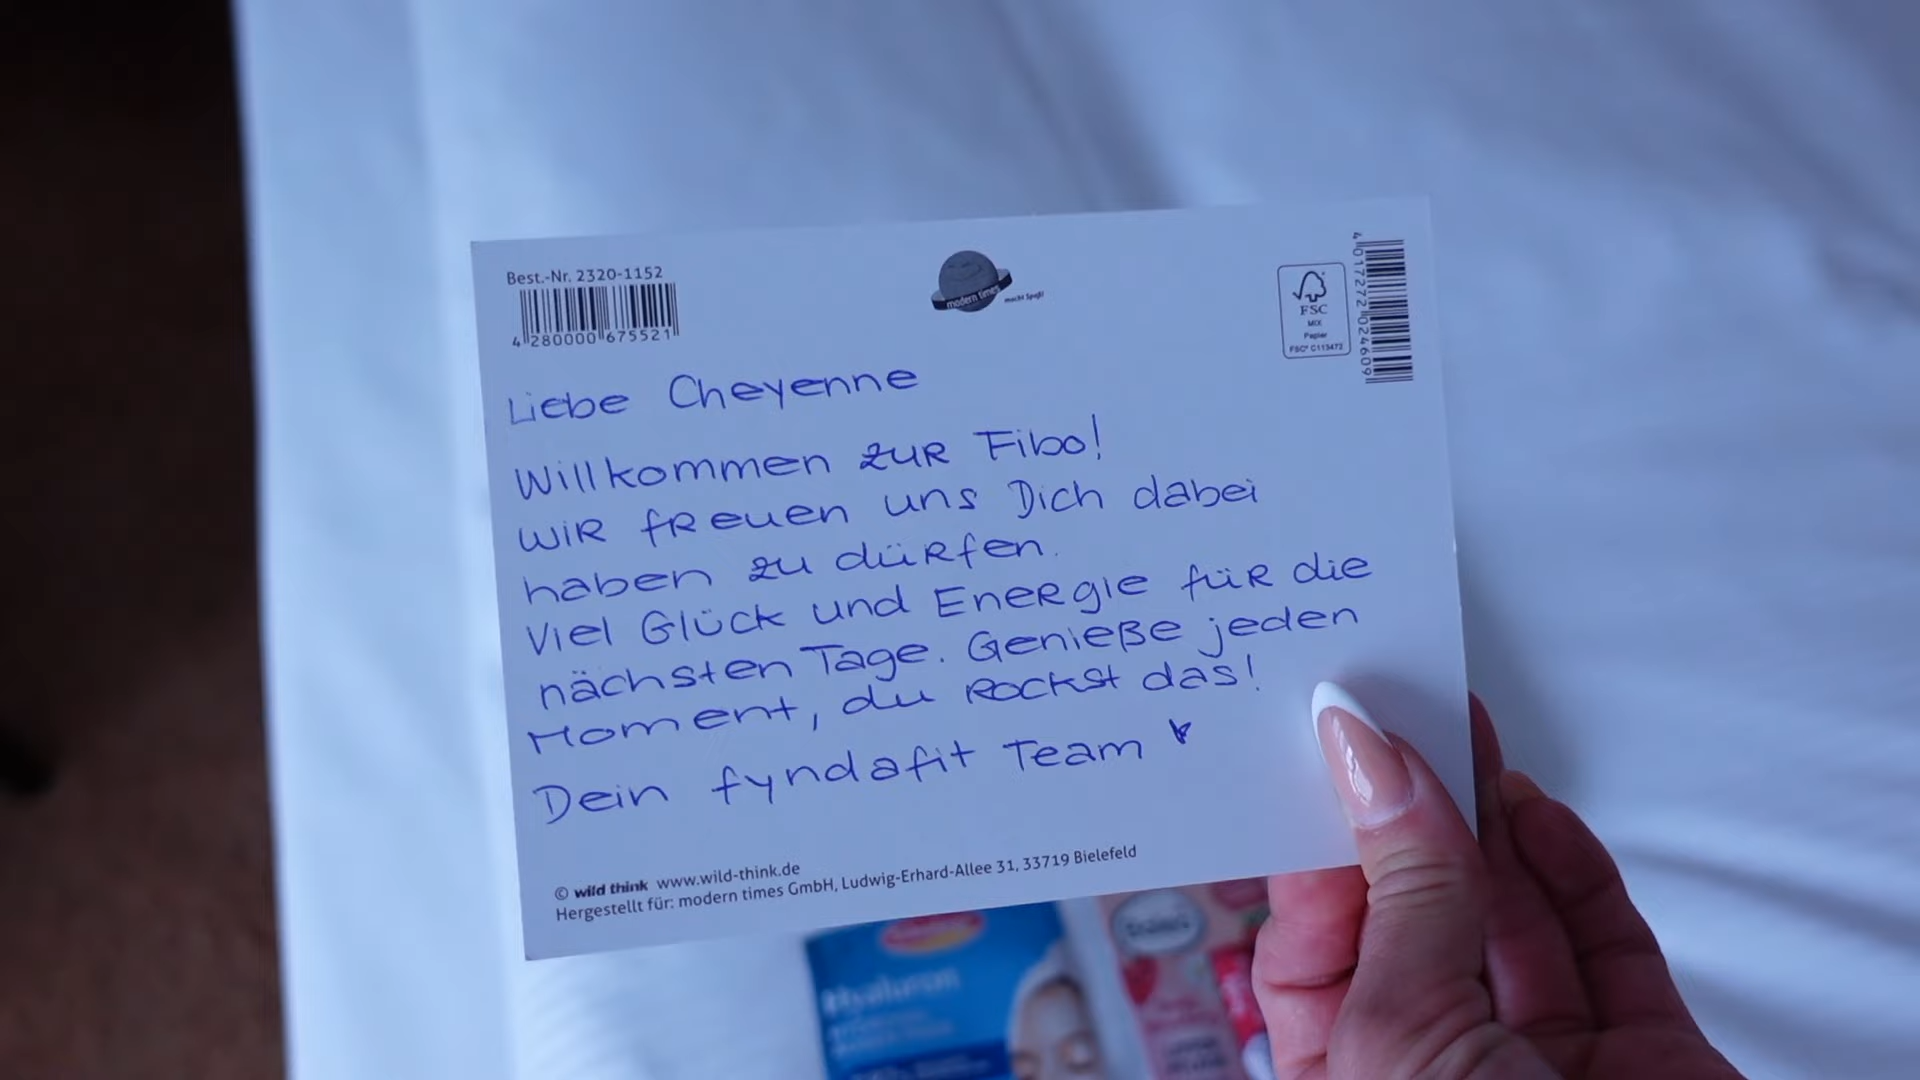 Best.-Nr. 2320-1152
4 280000 675521
modern times macht Spaß!
FSC
MIX
Papier
FSC® C113472
4 017272 024609
Liebe Cheyenne
Willkommen zur Fibo!
Wir freuen uns Dich dabei
haben zu dürfen.
Viel Glück und Energie für die
nächsten Tage. Genieße jeden
Moment, du rockst das!
Dein fyndafit Team
© wild think www.wild-think.de
Hergestellt für: modern times GmbH, Ludwig-Erhard-Allee 31, 33719 Bielefeld
Hyaluron